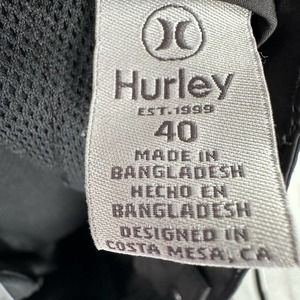 Hurley
EST. 1999
40
MADE IN
BANGLADESH
HECHO EN
BANGLADESH
DESIGNED IN
COSTA MESA, CA